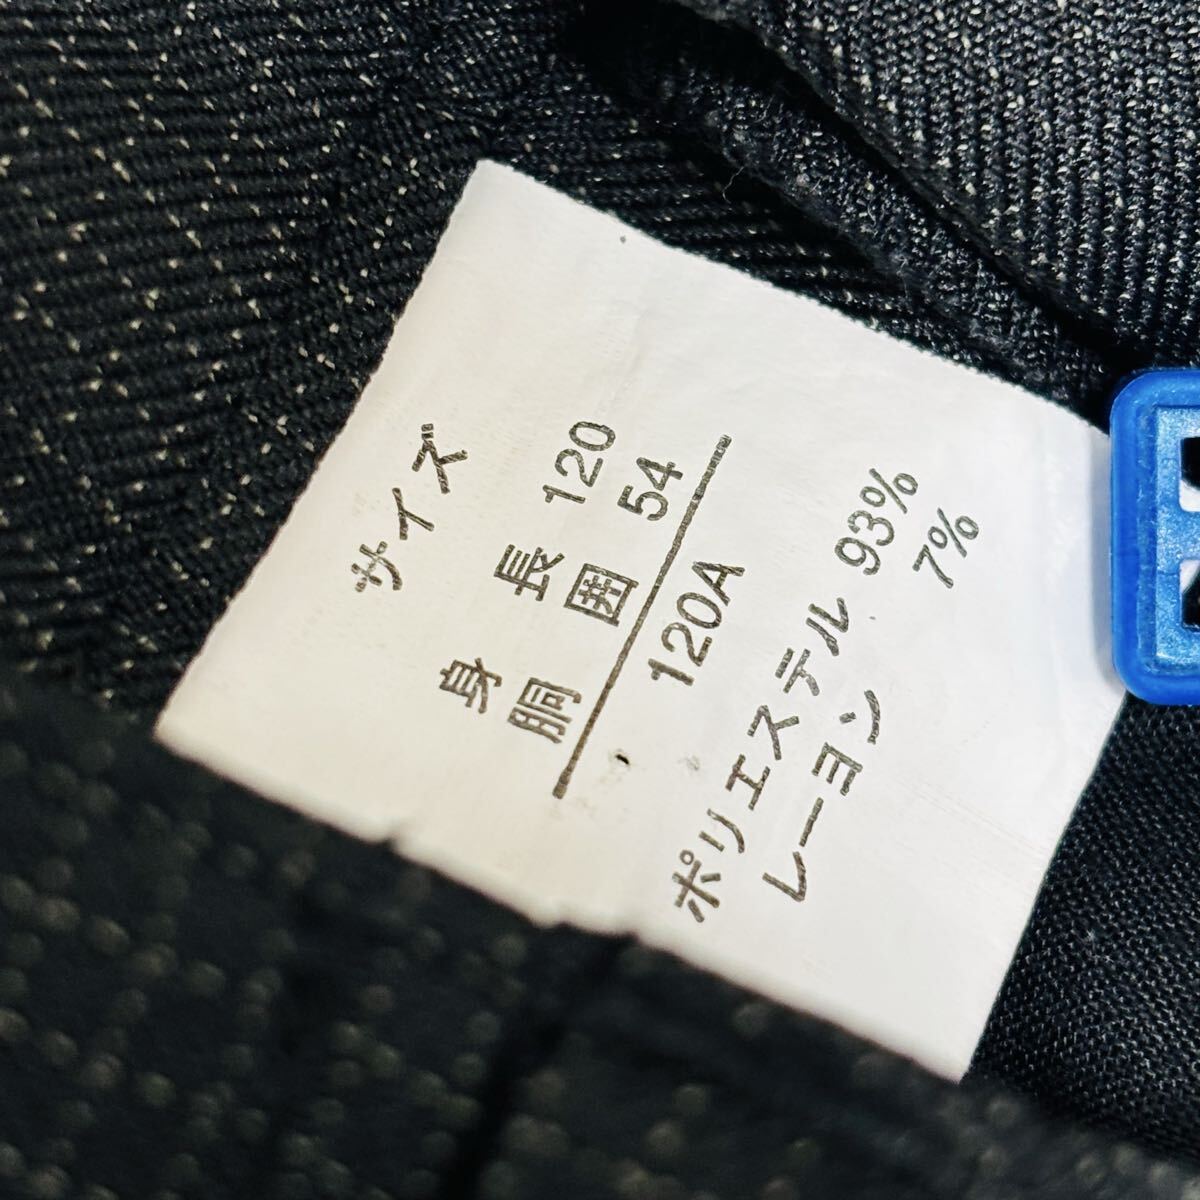 サイズ
身長 120
胴囲 54
120A
ポリエステル 93%
レーヨン 7%